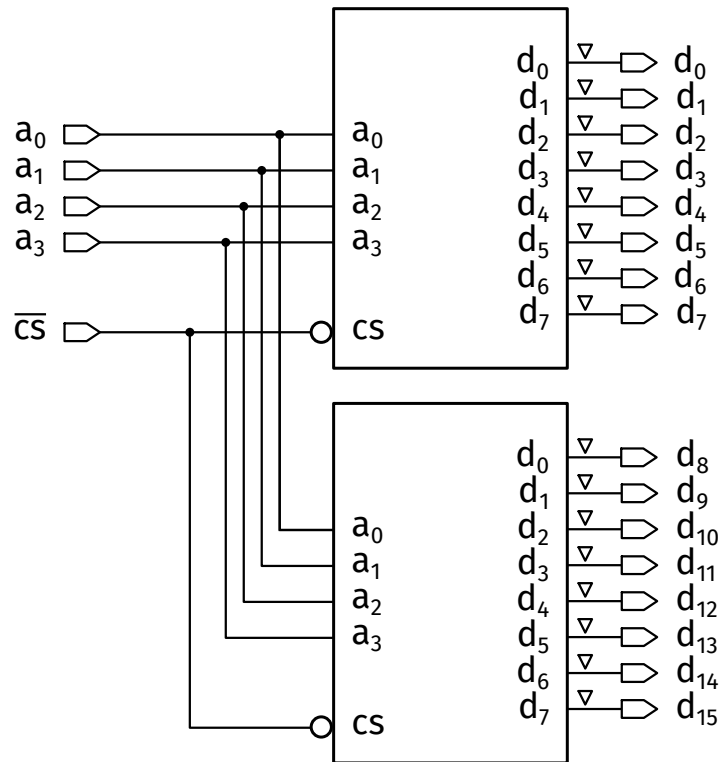 d₀ d₀
d₁ d₁
a₀ a₀ d₂ d₂
a₁ a₁ d₃ d₃
a₂ a₂ d₄ d₄
a₃ a₃ d₅ d₅
d₆ d₆
d₇ d₇
c̅s̅ cs
d₀ d₈
d₁ d₉
a₀ d₂ d₁₀
a₁ d₃ d₁₁
a₂ d₄ d₁₂
a₃ d₅ d₁₃
d₆ d₁₄
cs d₇ d₁₅